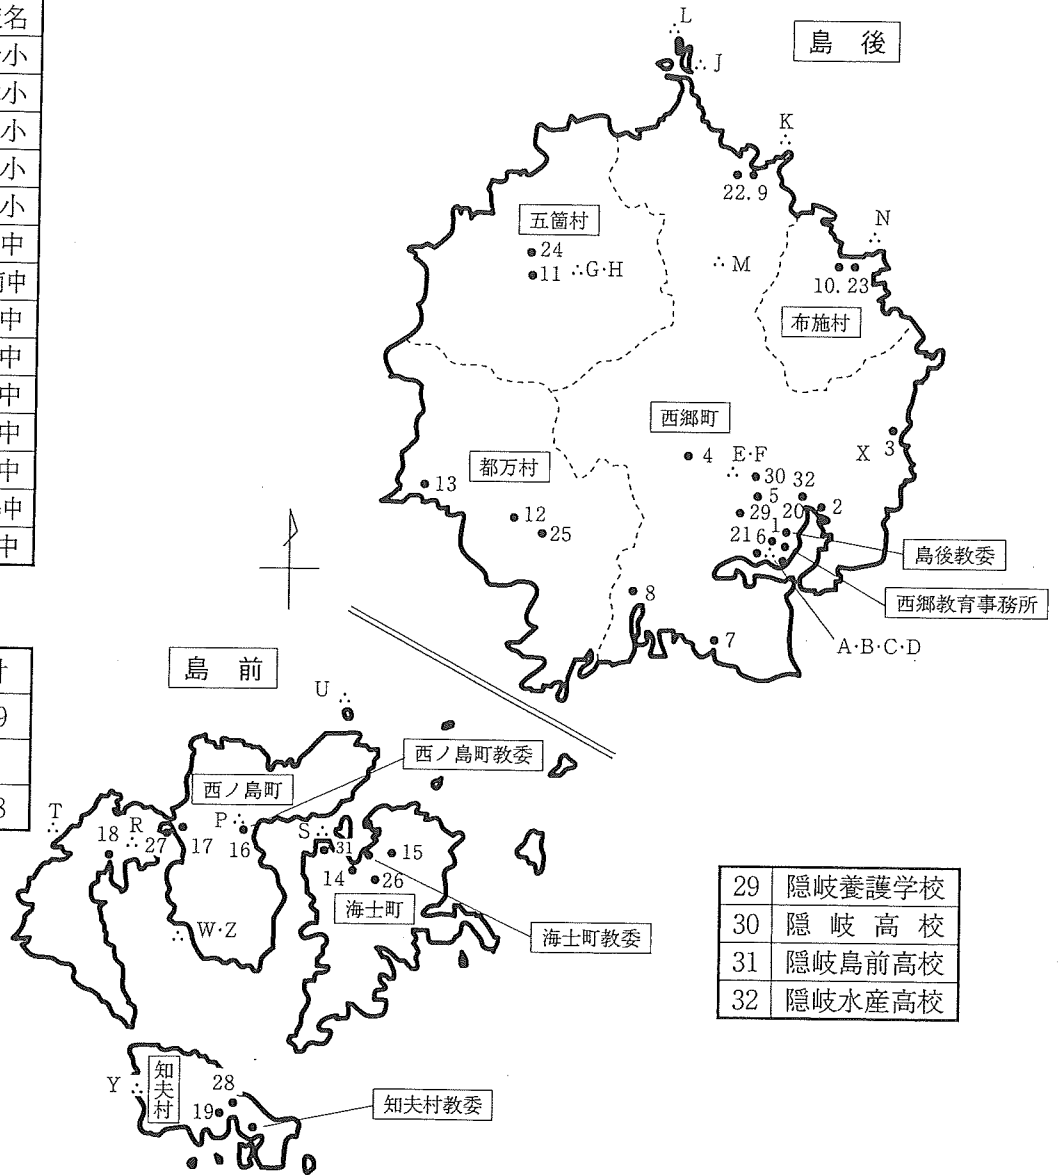 名
小
小
小
小
小
中
中
中
中
中
中
中
中
中
島後
L
J
K
22.9
N
五箇村
24
11
G·H
M
10. 23
布施村
西郷町
4
E·F
X
3
都万村
30
32
13
5
20
2
12
29
25
21
6
1
島後教委
西郷教育事務所
8
7
A·B·C·D
計
9
島前
U
西ノ島町教委
西ノ島町
T
P
R
S
18
27
17
16
31
15
14
26
海士町
W·Z
海士町教委
29 隠岐養護学校
30 隠岐高校
31 隠岐島前高校
32 隠岐水産高校
Y
知夫村
28
19
知夫村教委